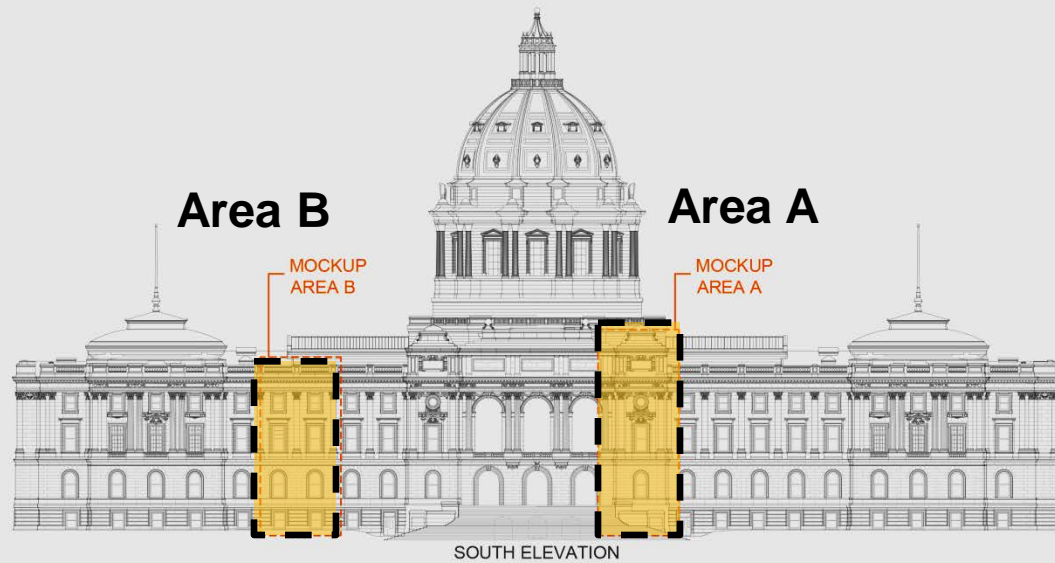 Area B
Area A
MOCKUP
AREA B
MOCKUP
AREA A
SOUTH ELEVATION